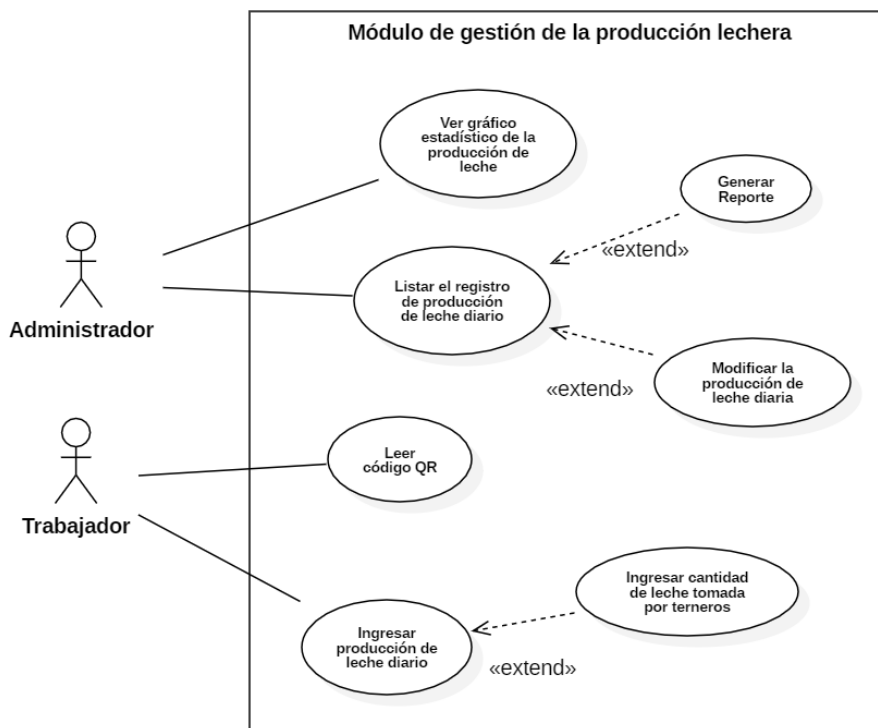 Módulo de gestión de la producción lechera
Ver gráfico
estadístico de la
producción de
leche
Generar
Reporte
«extend»
Listar el registro
de producción
de leche diario
Administrador
Modificar la
producción de
leche diaria
«extend»
Leer
código QR
Trabajador
Ingresar cantidad
de leche tomada
por terneros
Ingresar
producción de
leche diario
«extend»